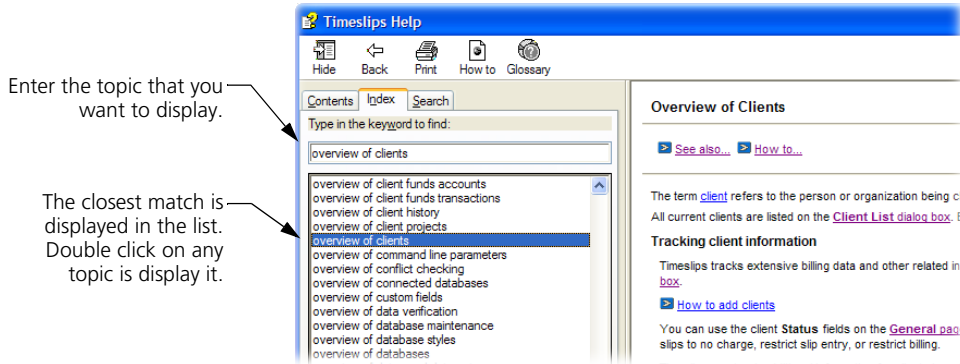 Timeslips Help
Hide Back Print How to Glossary
Enter the topic that you
want to display.
Contents Index Search
Type in the keyword to find:
overview of clients
The closest match is
displayed in the list.
Double click on any
topic is display it.
overview of client funds accounts
overview of client funds transactions
overview of client history
overview of client projects
overview of clients
overview of command line parameters
overview of conflict checking
overview of connected databases
overview of custom fields
overview of data verification
overview of database maintenance
overview of database styles
overview of databases
Overview of Clients
See also... How to...
The term client refers to the person or organization being
All current clients are listed on the Client List dialog box.
Tracking client information
Timeslips tracks extensive billing data and other related in
box.
How to add clients
You can use the client Status fields on the General pag
slips to no charge, restrict slip entry, or restrict billing.